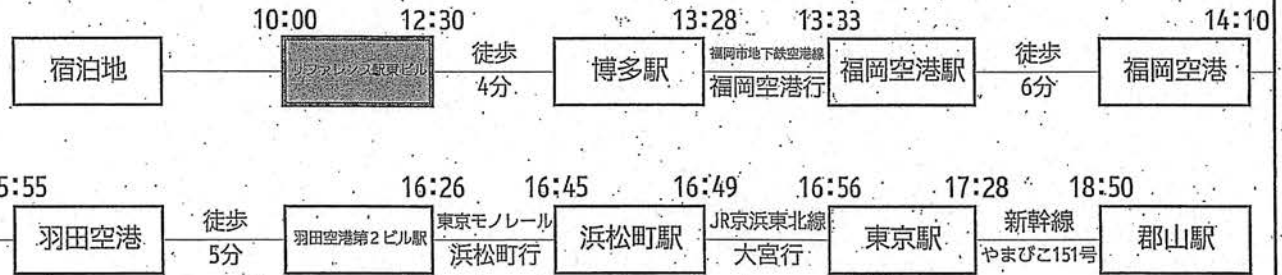 10:00 12:30 13:28 13:33 14:10
宿泊地 リファレンス駅東ビル 徒歩 4分 博多駅 福岡市地下鉄空港線 福岡空港行 福岡空港駅 徒歩 6分 福岡空港
5:55 16:26 16:45 16:49 16:56 17:28 18:50
羽田空港 徒歩 5分 羽田空港第2ビル駅 東京モノレール 浜松町行 浜松町駅 JR京浜東北線 大宮行 東京駅 新幹線 やまびこ151号 郡山駅